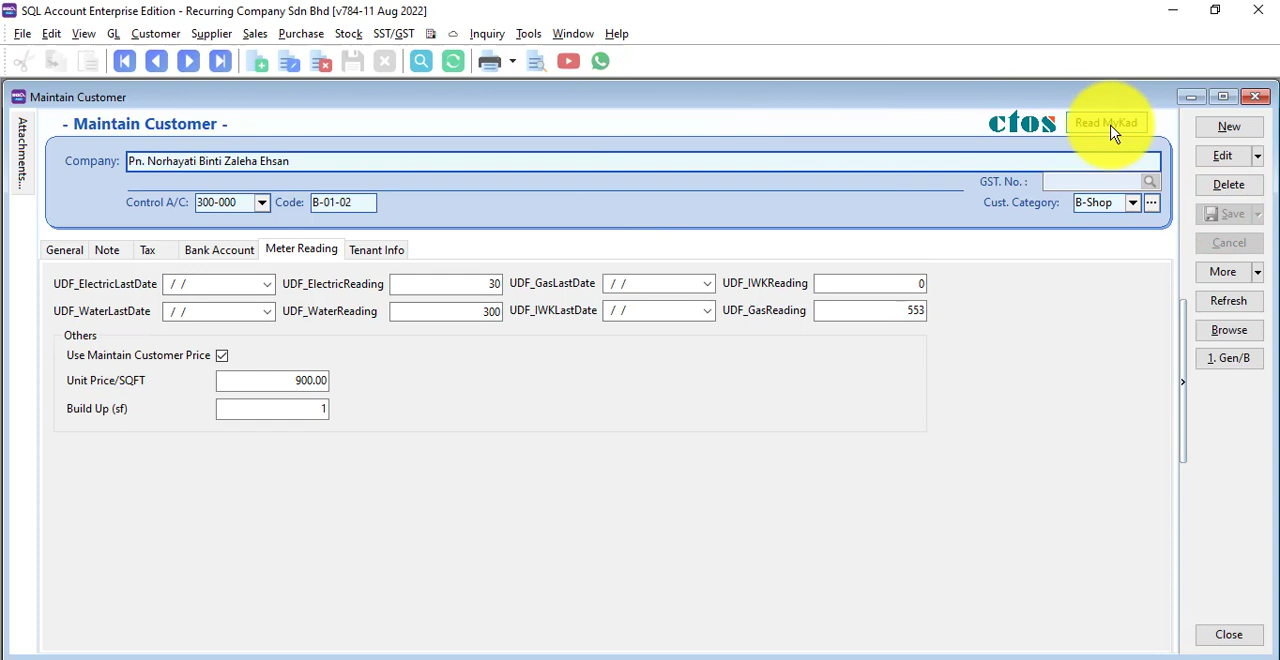 SQL Account Enterprise Edition - Recurring Company Sdn Bhd [v784-11 Aug 2022]
File Edit View GL Customer Supplier Sales Purchase Stock SST/GST Inquiry Tools Window Help
Maintain Customer
Attachments...
- Maintain Customer -
ctos
Read MyKad
Company: Pn. Norhayati Binti Zaleha Ehsan
GST. No. :
Control A/C: 300-000 Code: B-01-02 Cust. Category: B-Shop
General Note Tax Bank Account Meter Reading Tenant Info
UDF_ElectricLastDate / / UDF_ElectricReading 30 UDF_GasLastDate / / UDF_IWKReading 0
UDF_WaterLastDate / / UDF_WaterReading 300 UDF_IWKLastDate / / UDF_GasReading 553
Others
Use Maintain Customer Price
Unit Price/SQFT 900.00
Build Up (sf) 1
New
Edit
Delete
Save
Cancel
More
Refresh
Browse
1. Gen/B
Close